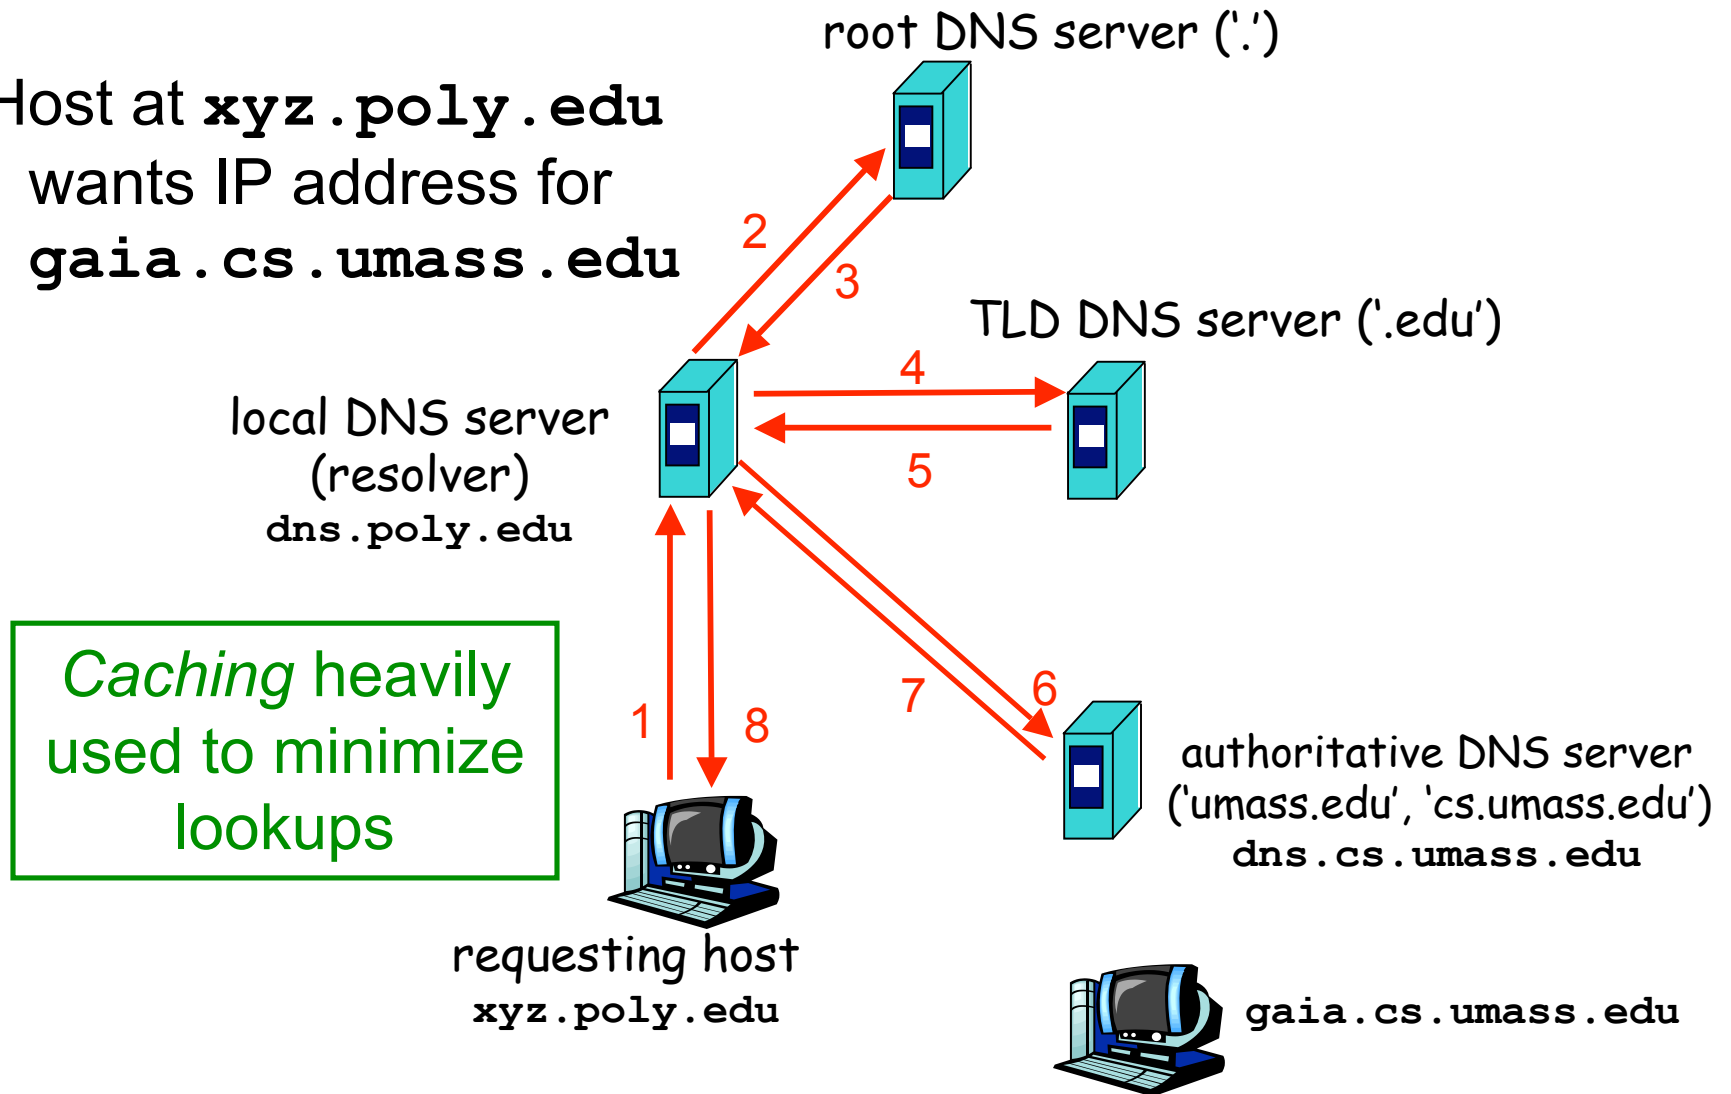 root DNS server ('.')
Host at xyz.poly.edu
wants IP address for
gaia.cs.umass.edu
2
3
TLD DNS server ('.edu')
4
local DNS server
(resolver)
dns.poly.edu
5
Caching heavily
used to minimize
lookups
1
8
7
6
authoritative DNS server
('umass.edu', 'cs.umass.edu')
dns.cs.umass.edu
requesting host
xyz.poly.edu
gaia.cs.umass.edu